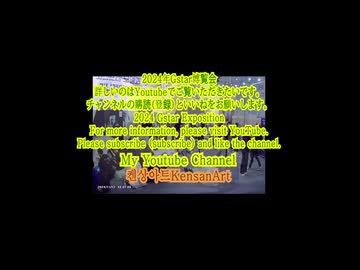 2024年Gstar博覧会
詳しいのはYoutubeでご覧いただきたいです。
チャンネルの購読(登録)といいねをお願いします。
2024 Gstar Exposition
For more information, please visit YouTube.
Please subscribe (subscribe) and like the channel.
My Youtube Channel
켄상아트KensanArt